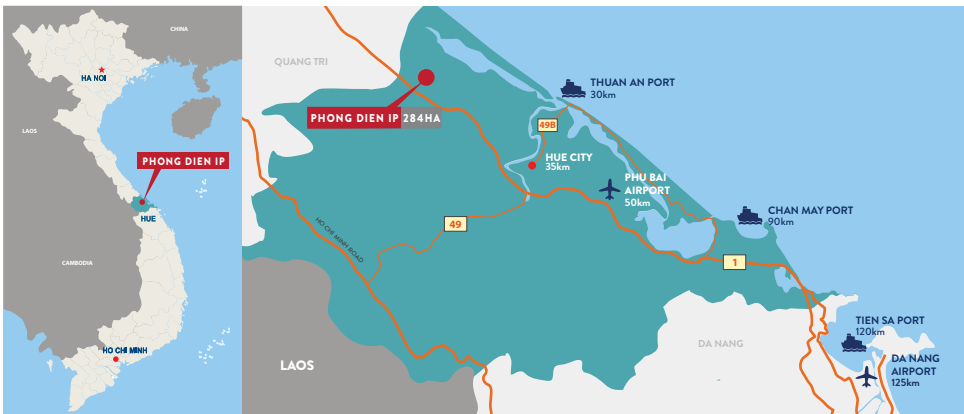 CHINA
HA NOI
LAOS
PHONG DIEN IP
HUE
CAMBODIA
HO CHI MINH
QUANG TRI
PHONG DIEN IP 284HA
THUAN AN PORT
30km
49B
HUE CITY
35km
PHU BAI
AIRPORT
50km
CHAN MAY PORT
90km
49
HO CHI MINH ROAD
1
TIEN SA PORT
120km
DA NANG
DA NANG
AIRPORT
125km
LAOS